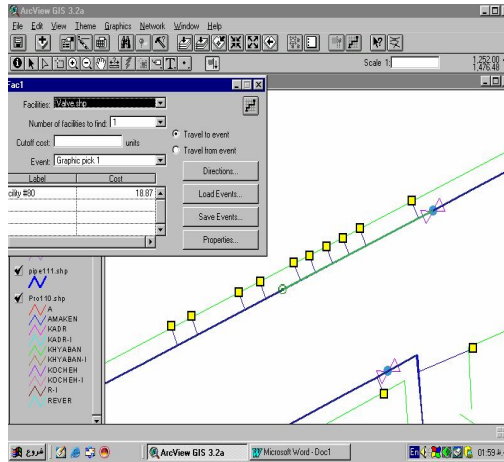 ArcView GIS 3.2a
File Edit View Theme Graphics Network Window Help
Scale 1:
1,252.00
1,476.48
Fac1
Facilities: Valve.shp
Number of facilities to find: 1
Cutoff cost: units
Event: Graphic pick 1
Travel to event
Travel from event
Label Cost
cility #80 18.87
Directions...
Load Events...
Save Events...
Properties...
pipe111.shp
Pro110.shp
A
AMAKEN
KADR
KADR-I
KHYABAN
KHYABAN-I
KOCHEH
KOCHEH-I
R-I
REVER
شروع
ArcView GIS 3.2a
Microsoft Word - Doc1
En
01:59